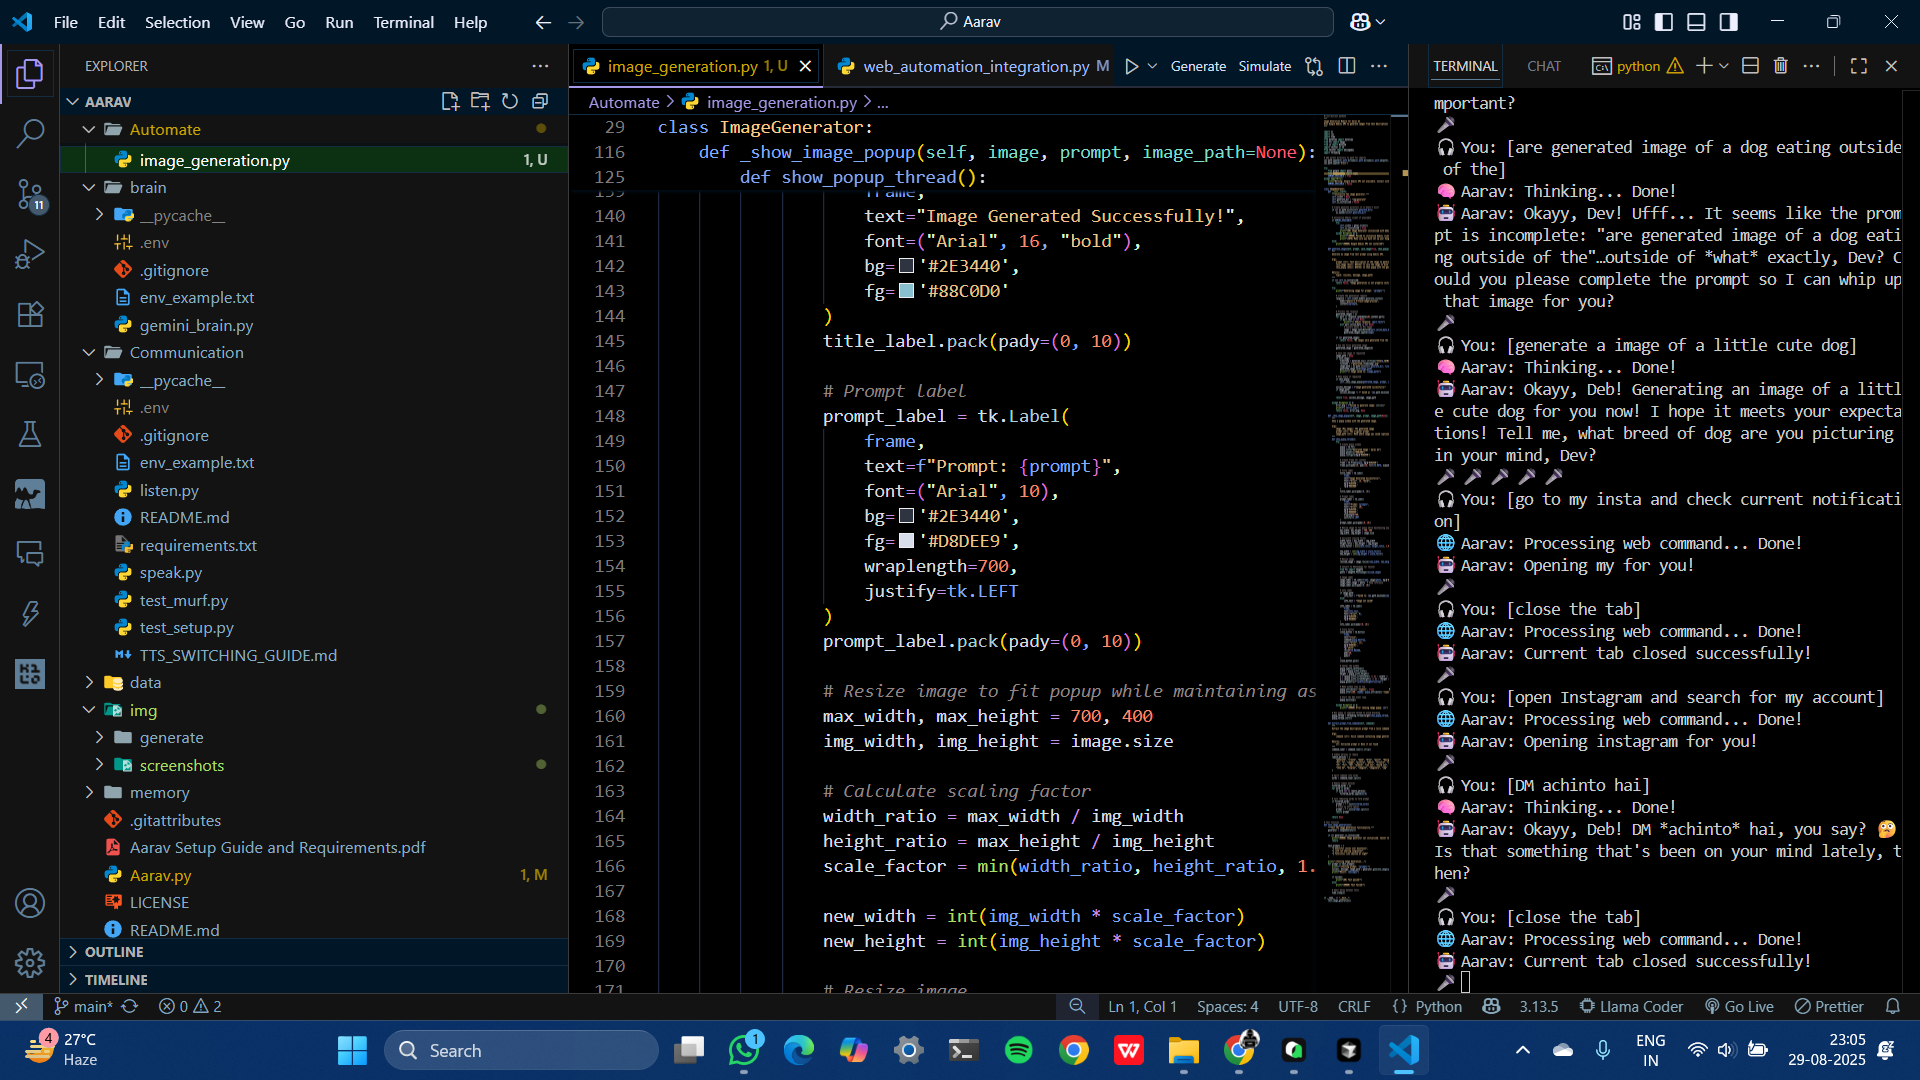 File Edit Selection View Go Run Terminal Help
Aarav
EXPLORER
AARAV
Automate
image_generation.py 1, U
brain
__pycache__
.env
.gitignore
env_example.txt
gemini_brain.py
Communication
__pycache__
.env
.gitignore
env_example.txt
listen.py
README.md
requirements.txt
speak.py
test_murf.py
test_setup.py
TTS_SWITCHING_GUIDE.md
data
img
generate
screenshots
memory
.gitattributes
Aarav Setup Guide and Requirements.pdf
Aarav.py 1, M
LICENSE
README.md
OUTLINE
TIMELINE
11
image_generation.py 1, U
web_automation_integration.py M
Generate Simulate
Automate > image_generation.py > ...
29 class ImageGenerator:
116 def _show_image_popup(self, image, prompt, image_path=None):
125 def show_popup_thread():
139 frame,
140 text="Image Generated Successfully!",
141 font=("Arial", 16, "bold"),
142 bg='#2E3440',
143 fg='#88C0D0'
144 )
145 title_label.pack(pady=(0, 10))
146
147 # Prompt label
148 prompt_label = tk.Label(
149 frame,
150 text=f"Prompt: {prompt}",
151 font=("Arial", 10),
152 bg='#2E3440',
153 fg='#D8DEE9',
154 wraplength=700,
155 justify=tk.LEFT
156 )
157 prompt_label.pack(pady=(0, 10))
158
159 # Resize image to fit popup while maintaining as
160 max_width, max_height = 700, 400
161 img_width, img_height = image.size
162
163 # Calculate scaling factor
164 width_ratio = max_width / img_width
165 height_ratio = max_height / img_height
166 scale_factor = min(width_ratio, height_ratio, 1.
167
168 new_width = int(img_width * scale_factor)
169 new_height = int(img_height * scale_factor)
170
171 # Resize image
TERMINAL CHAT python
mportant?
🎤
🎧 You: [are generated image of a dog eating outside
of the]
🧠 Aarav: Thinking... Done!
🤖 Aarav: Okayy, Dev! Ufff... It seems like the prom
pt is incomplete: "are generated image of a dog eati
ng outside of the"…outside of *what* exactly, Dev? C
ould you please complete the prompt so I can whip up
that image for you?
🎤
🎧 You: [generate a image of a little cute dog]
🧠 Aarav: Thinking... Done!
🤖 Aarav: Okayy, Deb! Generating an image of a littl
e cute dog for you now! I hope it meets your expecta
tions! Tell me, what breed of dog are you picturing
in your mind, Dev?
🎤 🎤 🎤 🎤 🎤
🎧 You: [go to my insta and check current notificati
on]
🌐 Aarav: Processing web command... Done!
🤖 Aarav: Opening my for you!
🎤
🎧 You: [close the tab]
🌐 Aarav: Processing web command... Done!
🤖 Aarav: Current tab closed successfully!
🎤
🎧 You: [open Instagram and search for my account]
🌐 Aarav: Processing web command... Done!
🤖 Aarav: Opening instagram for you!
🎤
🎧 You: [DM achinto hai]
🧠 Aarav: Thinking... Done!
🤖 Aarav: Okayy, Deb! DM *achinto* hai, you say? 🤔
Is that something that's been on your mind lately, t
hen?
🎤
🎧 You: [close the tab]
🌐 Aarav: Processing web command... Done!
🤖 Aarav: Current tab closed successfully!
🎤
main* 0 2 Ln 1, Col 1 Spaces: 4 UTF-8 CRLF {} Python 3.13.5 Llama Coder Go Live Prettier
4 27°C
Haze
Search
1
ENG
IN
23:05
29-08-2025